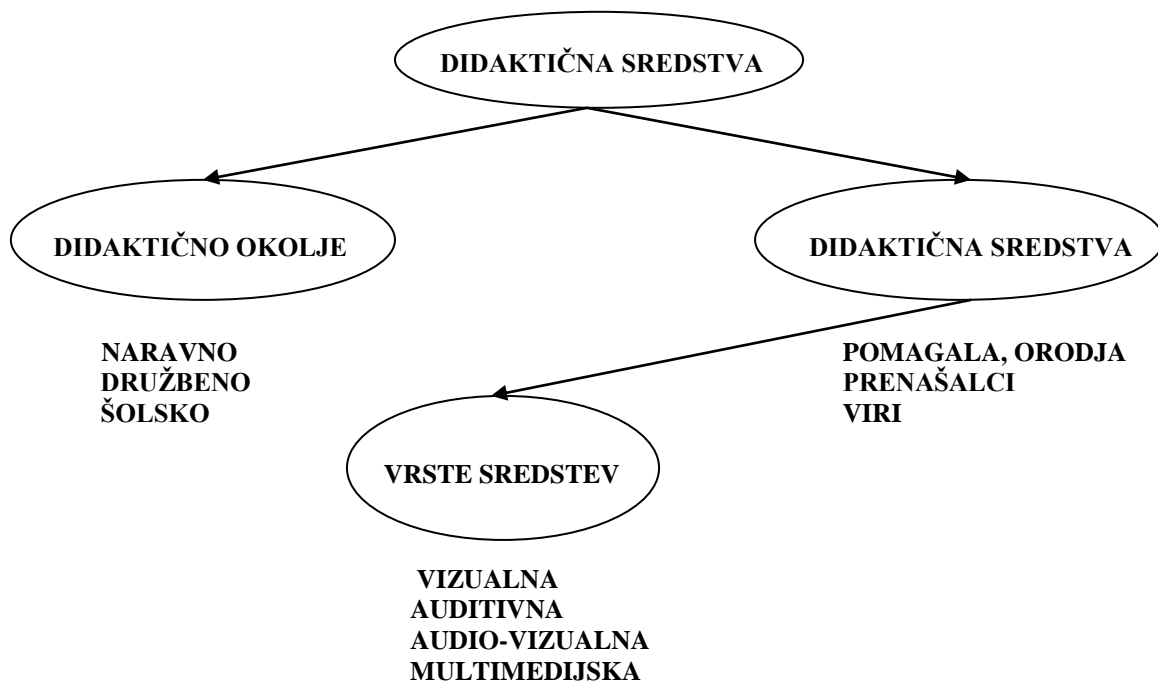 DIDAKTIČNA SREDSTVA
DIDAKTIČNO OKOLJE
DIDAKTIČNA SREDSTVA
NARAVNO
DRUŽBENO
ŠOLSKO
POMAGALA, ORODJA
PRENAŠALCI
VIRI
VRSTE SREDSTEV
VIZUALNA
AUDITIVNA
AUDIO-VIZUALNA
MULTIMEDIJSKA